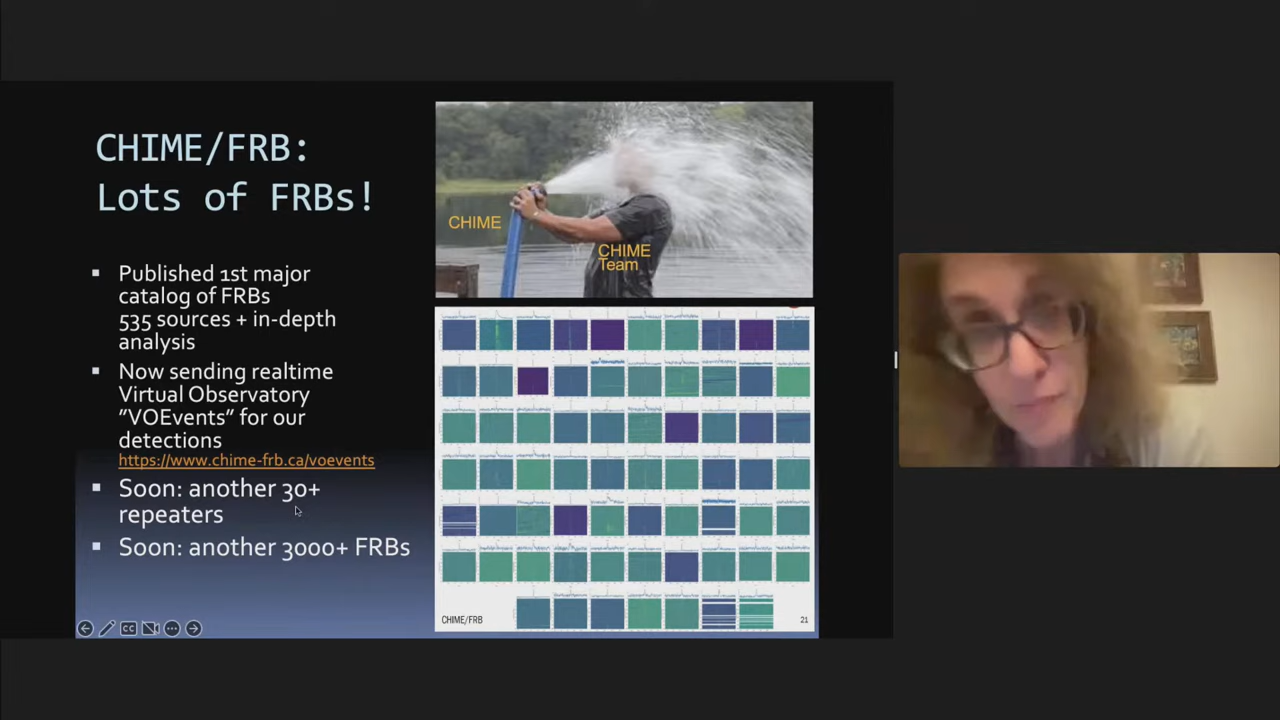 CHIME/FRB:
Lots of FRBs!
▪ Published 1st major
catalog of FRBs
535 sources + in-depth
analysis
▪ Now sending realtime
Virtual Observatory
”VOEvents” for our
detections
https://www.chime-frb.ca/voevents
▪ Soon: another 30+
repeaters
▪ Soon: another 3000+ FRBs
CHIME
CHIME
Team
CHIME/FRB
21
CC